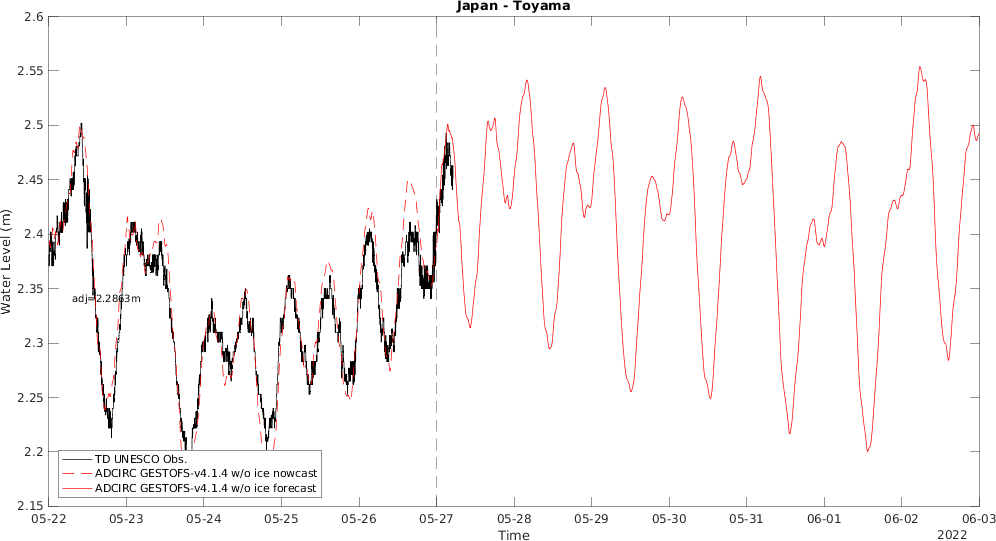 Japan - Toyama
2.6
2.55
2.5
2.45
2.4
2.35
2.3
2.25
2.2
2.15
Water Level (m)
adj=2.2863m
TD UNESCO Obs.
ADCIRC GESTOFS-v4.1.4 w/o ice nowcast
ADCIRC GESTOFS-v4.1.4 w/o ice forecast
05-22 05-23 05-24 05-25 05-26 05-27 05-28 05-29 05-30 05-31 06-01 06-02 06-03
Time
2022